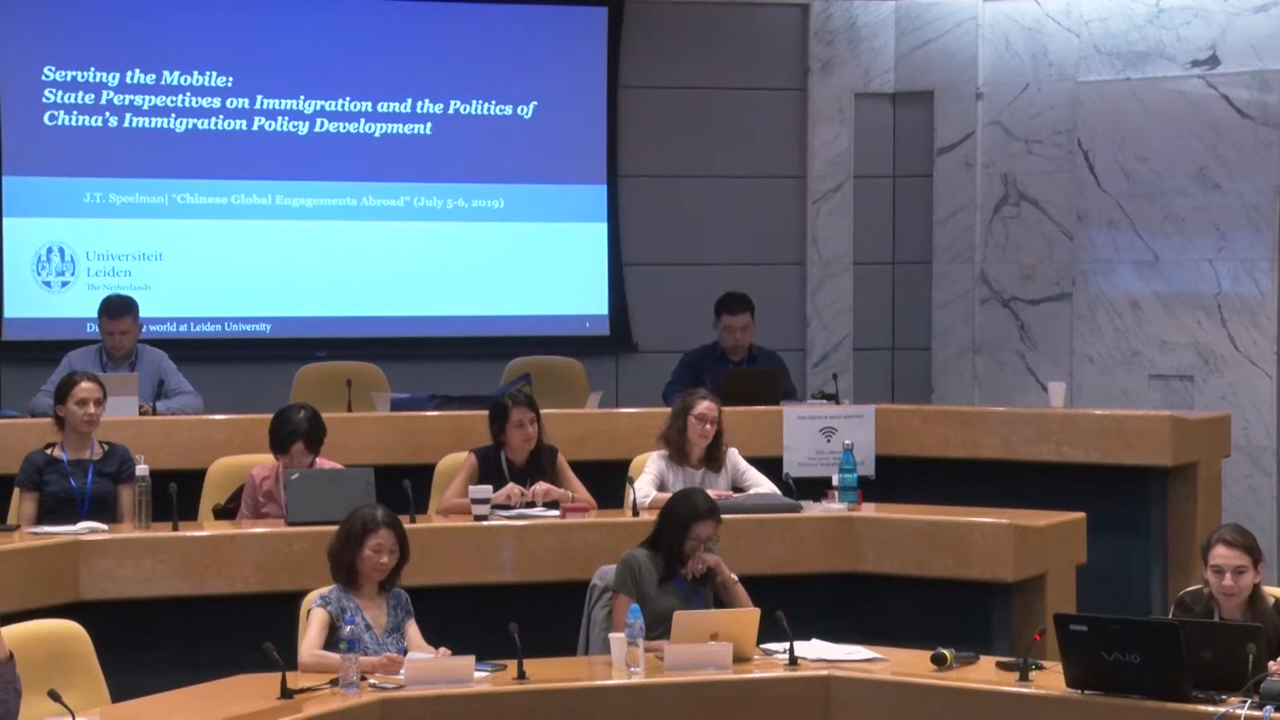 Serving the Mobile:
State Perspectives on Immigration and the Politics of
China's Immigration Policy Development
J.T. Speelman| "Chinese Global Engagements Abroad" (July 5-6, 2019)
Universiteit
Leiden
The Netherlands
world at Leiden University
1
VAIO